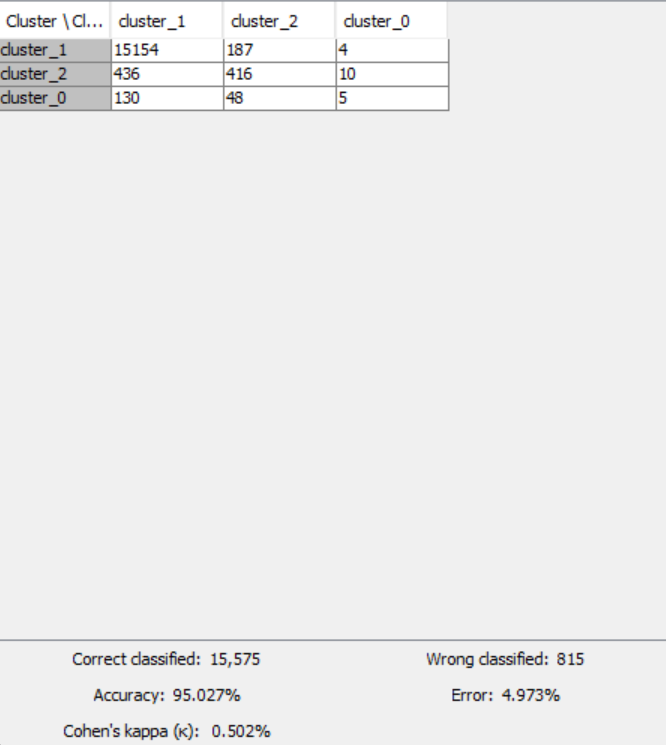 Cluster \ Cl... cluster_1 cluster_2 cluster_0
cluster_1 15154 187 4
cluster_2 436 416 10
cluster_0 130 48 5
Correct classified: 15,575 Wrong classified: 815
Accuracy: 95.027% Error: 4.973%
Cohen's kappa (κ): 0.502%